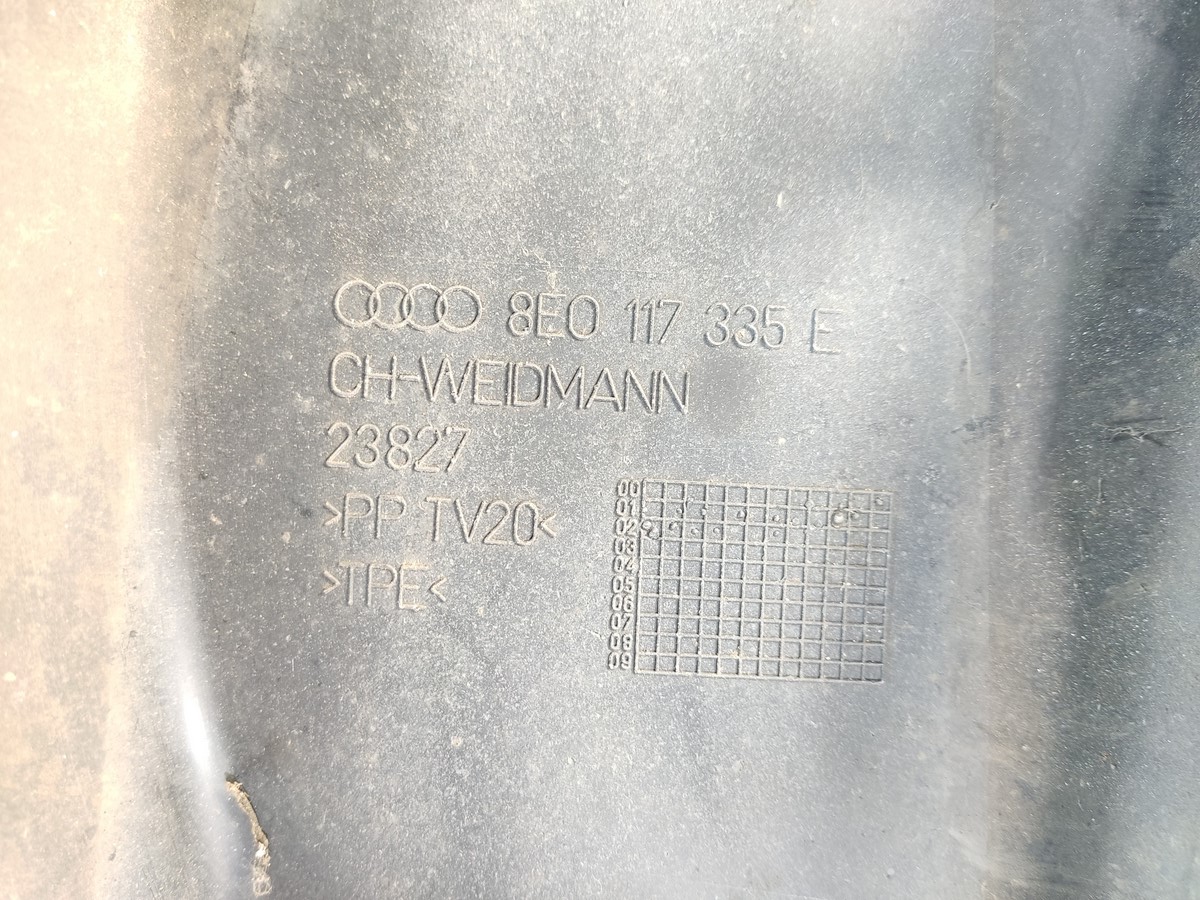 8E0 117 335 E
CH-WEIDMANN
23827
>PP TV20<
>TPE<
00
01
02
03
04
05
06
07
08
09